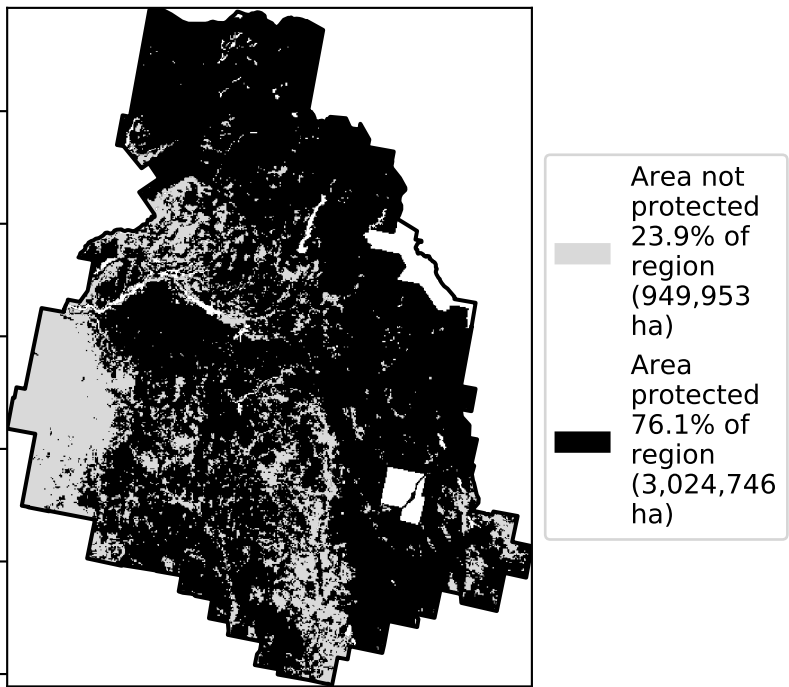 Area not
protected
23.9% of
region
(949,953
ha)
Area
protected
76.1% of
region
(3,024,746
ha)